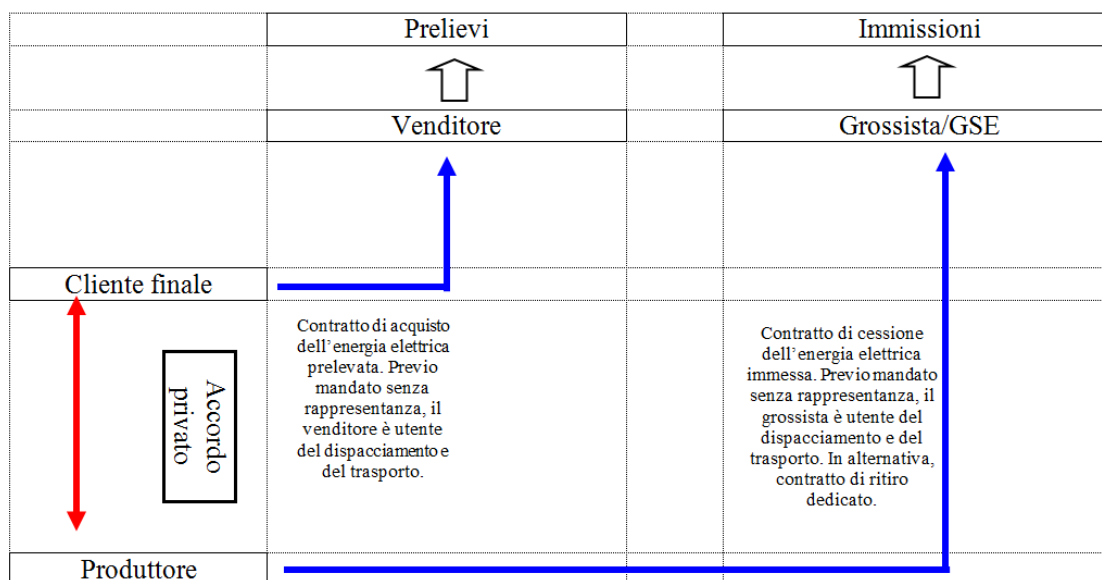 Prelievi
Immissioni
Venditore
Grossista/GSE
Cliente finale
Contratto di acquisto
dell'energia elettrica
prelevata. Previo
mandato senza
rappresentanza, il
venditore è utente
del dispacciamento e
del trasporto.
Contratto di cessione
dell'energia elettrica
immessa. Previo mandato
senza rappresentanza, il
grossista è utente del
dispacciamento e del
trasporto. In alternativa,
contratto di ritiro
dedicato.
Accordo
privato
Produttore